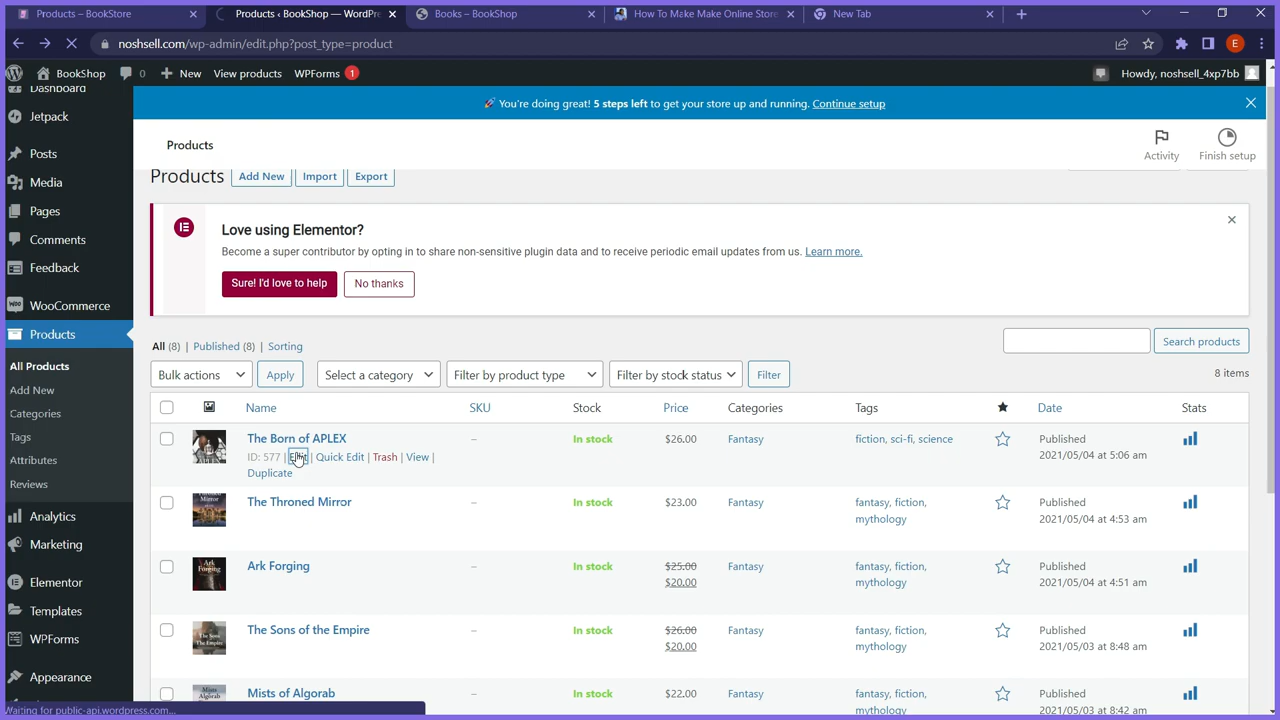 Products – BookStore
Products ‹ BookShop — WordPre
Books – BookShop
How To Make Make Online Store
New Tab
noshsell.com/wp-admin/edit.php?post_type=product
E
BookShop
0
New
View products
WPForms
1
Howdy, noshsell_4xp7bb
Dashboard
Jetpack
Posts
Media
Pages
Comments
Feedback
WooCommerce
Products
All Products
Add New
Categories
Tags
Attributes
Reviews
Analytics
Marketing
Elementor
Templates
WPForms
Appearance
🚀 You're doing great! 5 steps left to get your store up and running. Continue setup
Products
Activity
Finish setup
Products
Add New
Import
Export
Love using Elementor?
Become a super contributor by opting in to share non-sensitive plugin data and to receive periodic email updates from us. Learn more.
Sure! I'd love to help
No thanks
All (8) | Published (8) | Sorting
Search products
Bulk actions
Apply
Select a category
Filter by product type
Filter by stock status
Filter
8 items
Name
SKU
Stock
Price
Categories
Tags
Date
Stats
The Born of APLEX
ID: 577 | Quick Edit | Trash | View |
Duplicate
–
In stock
$26.00
Fantasy
fiction, sci-fi, science
Published
2021/05/04 at 5:06 am
The Throned Mirror
–
In stock
$23.00
Fantasy
fantasy, fiction,
mythology
Published
2021/05/04 at 4:53 am
Ark Forging
–
In stock
$25.00
$20.00
Fantasy
fantasy, fiction,
mythology
Published
2021/05/04 at 4:51 am
The Sons of the Empire
–
In stock
$26.00
$20.00
Fantasy
fantasy, fiction,
mythology
Published
2021/05/03 at 8:48 am
Mists of Algorab
–
In stock
$22.00
Fantasy
fantasy, fiction,
mythology
Published
2021/05/03 at 8:42 am
Waiting for public-api.wordpress.com...